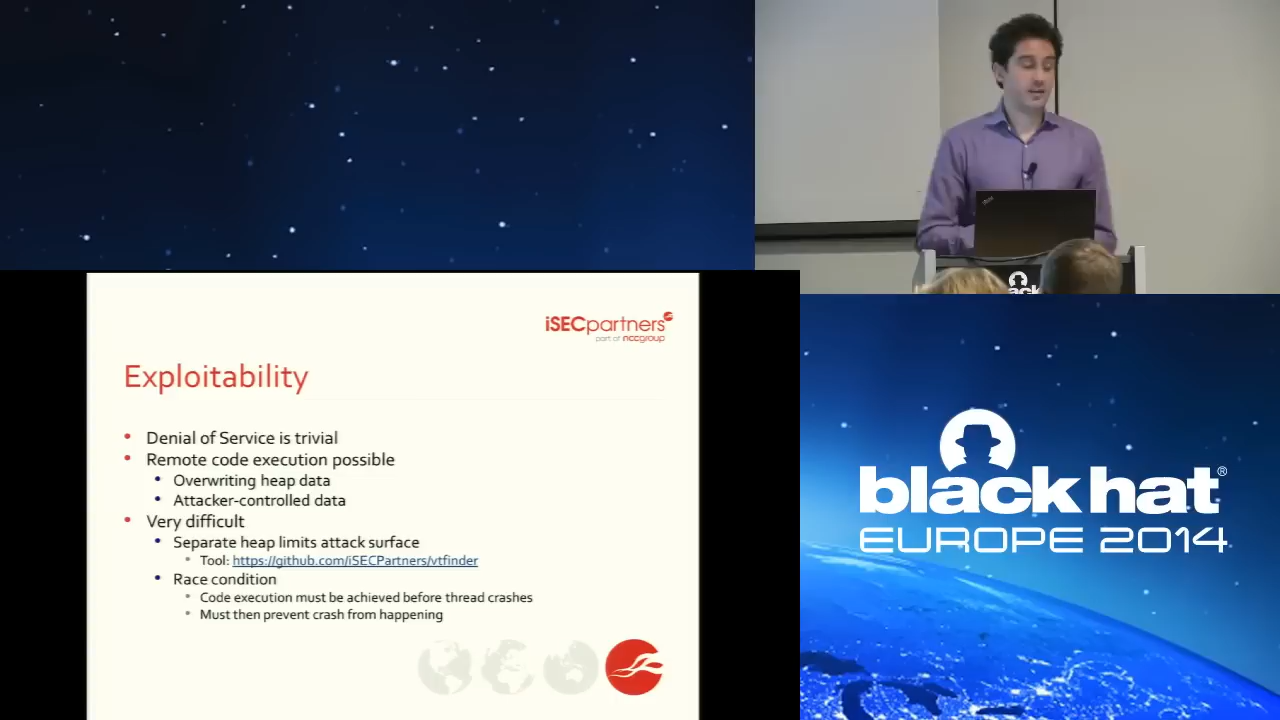 iSECpartners
part of nccgroup
Exploitability
• Denial of Service is trivial
• Remote code execution possible
• Overwriting heap data
• Attacker-controlled data
• Very difficult
• Separate heap limits attack surface
• Tool: https://github.com/iSECPartners/vtfinder
• Race condition
• Code execution must be achieved before thread crashes
• Must then prevent crash from happening
black hat®
EUROPE 2014